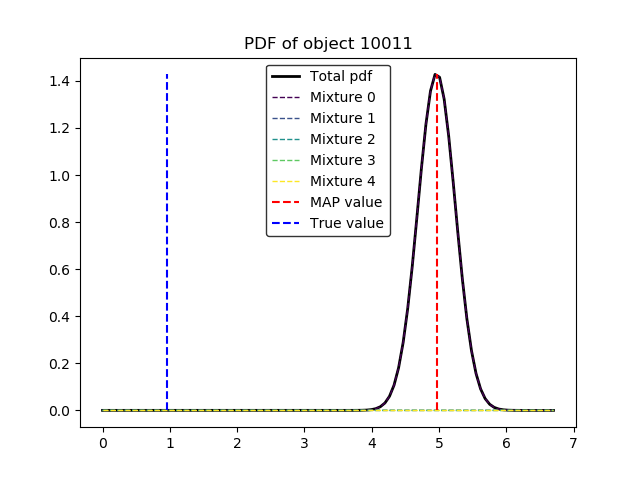 PDF of object 10011
Total pdf
Mixture 0
Mixture 1
Mixture 2
Mixture 3
Mixture 4
MAP value
True value
1.4
1.2
1.0
0.8
0.6
0.4
0.2
0.0
0 1 2 3 4 5 6 7